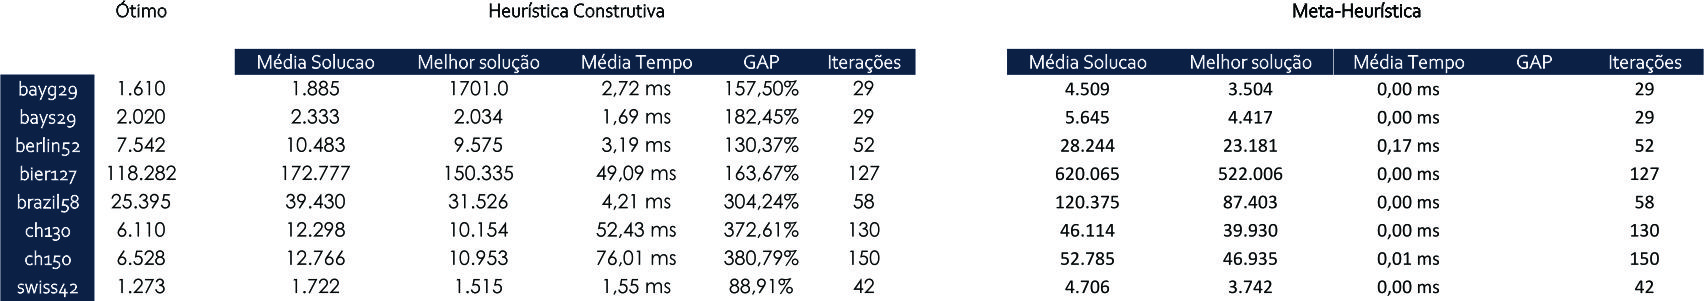 Ótimo Heurística Construtiva Meta-Heurística
Média Solucao Melhor solução Média Tempo GAP Iterações Média Solucao Melhor solução Média Tempo GAP Iterações
bayg29 1.610 1.885 1701.0 2,72 ms 157,50% 29 4.509 3.504 0,00 ms 29
bays29 2.020 2.333 2.034 1,69 ms 182,45% 29 5.645 4.417 0,00 ms 29
berlin52 7.542 10.483 9.575 3,19 ms 130,37% 52 28.244 23.181 0,17 ms 52
bier127 118.282 172.777 150.335 49,09 ms 163,67% 127 620.065 522.006 0,00 ms 127
brazil58 25.395 39.430 31.526 4,21 ms 304,24% 58 120.375 87.403 0,00 ms 58
ch130 6.110 12.298 10.154 52,43 ms 372,61% 130 46.114 39.930 0,00 ms 130
ch150 6.528 12.766 10.953 76,01 ms 380,79% 150 52.785 46.935 0,01 ms 150
swiss42 1.273 1.722 1.515 1,55 ms 88,91% 42 4.706 3.742 0,00 ms 42